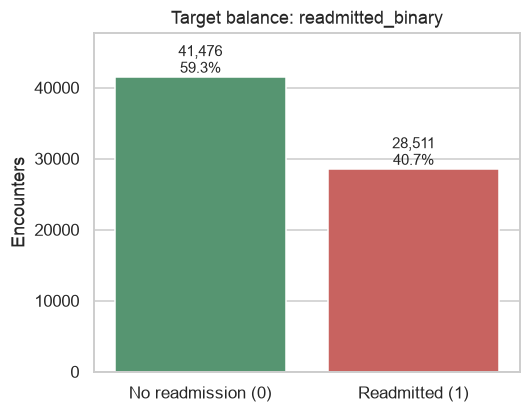 Target balance: readmitted_binary
41,476
59.3%
28,511
40.7%
Encounters
40000
30000
20000
10000
0
No readmission (0)
Readmitted (1)